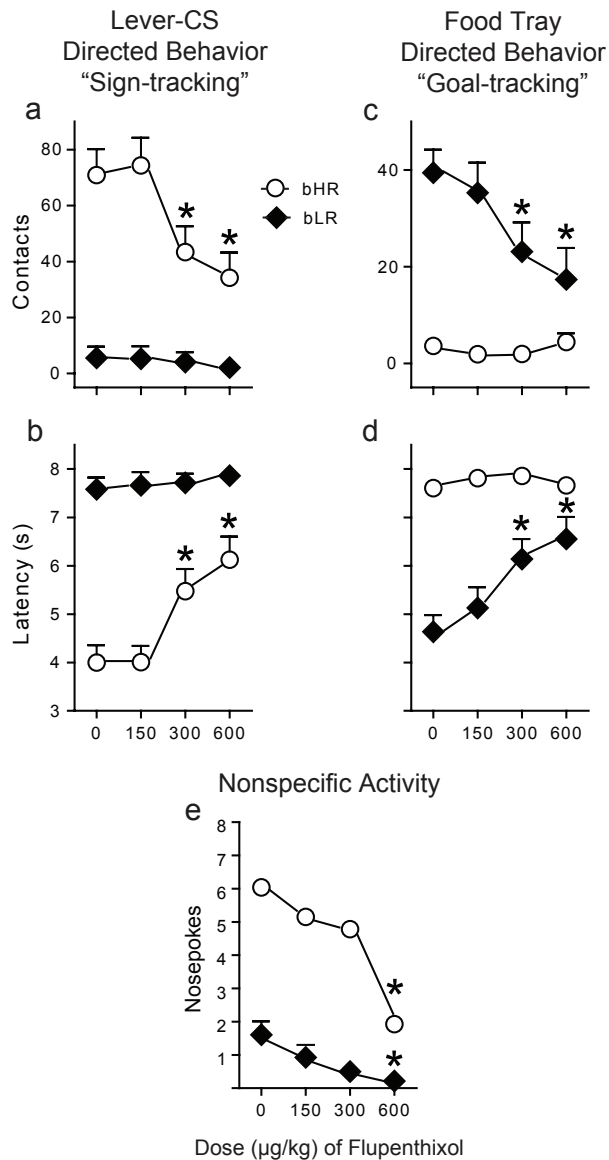 Lever-CS
Directed Behavior
“Sign-tracking”
Food Tray
Directed Behavior
“Goal-tracking”
a
80
60
40
20
0
Contacts
*
*
bHR
bLR
c
40
20
0
*
*
b
8
7
6
5
4
3
Latency (s)
*
*
0 150 300 600
d
*
*
0 150 300 600
Nonspecific Activity
e
8
7
6
5
4
3
2
1
Nosepokes
*
*
0 150 300 600
Dose (μg/kg) of Flupenthixol